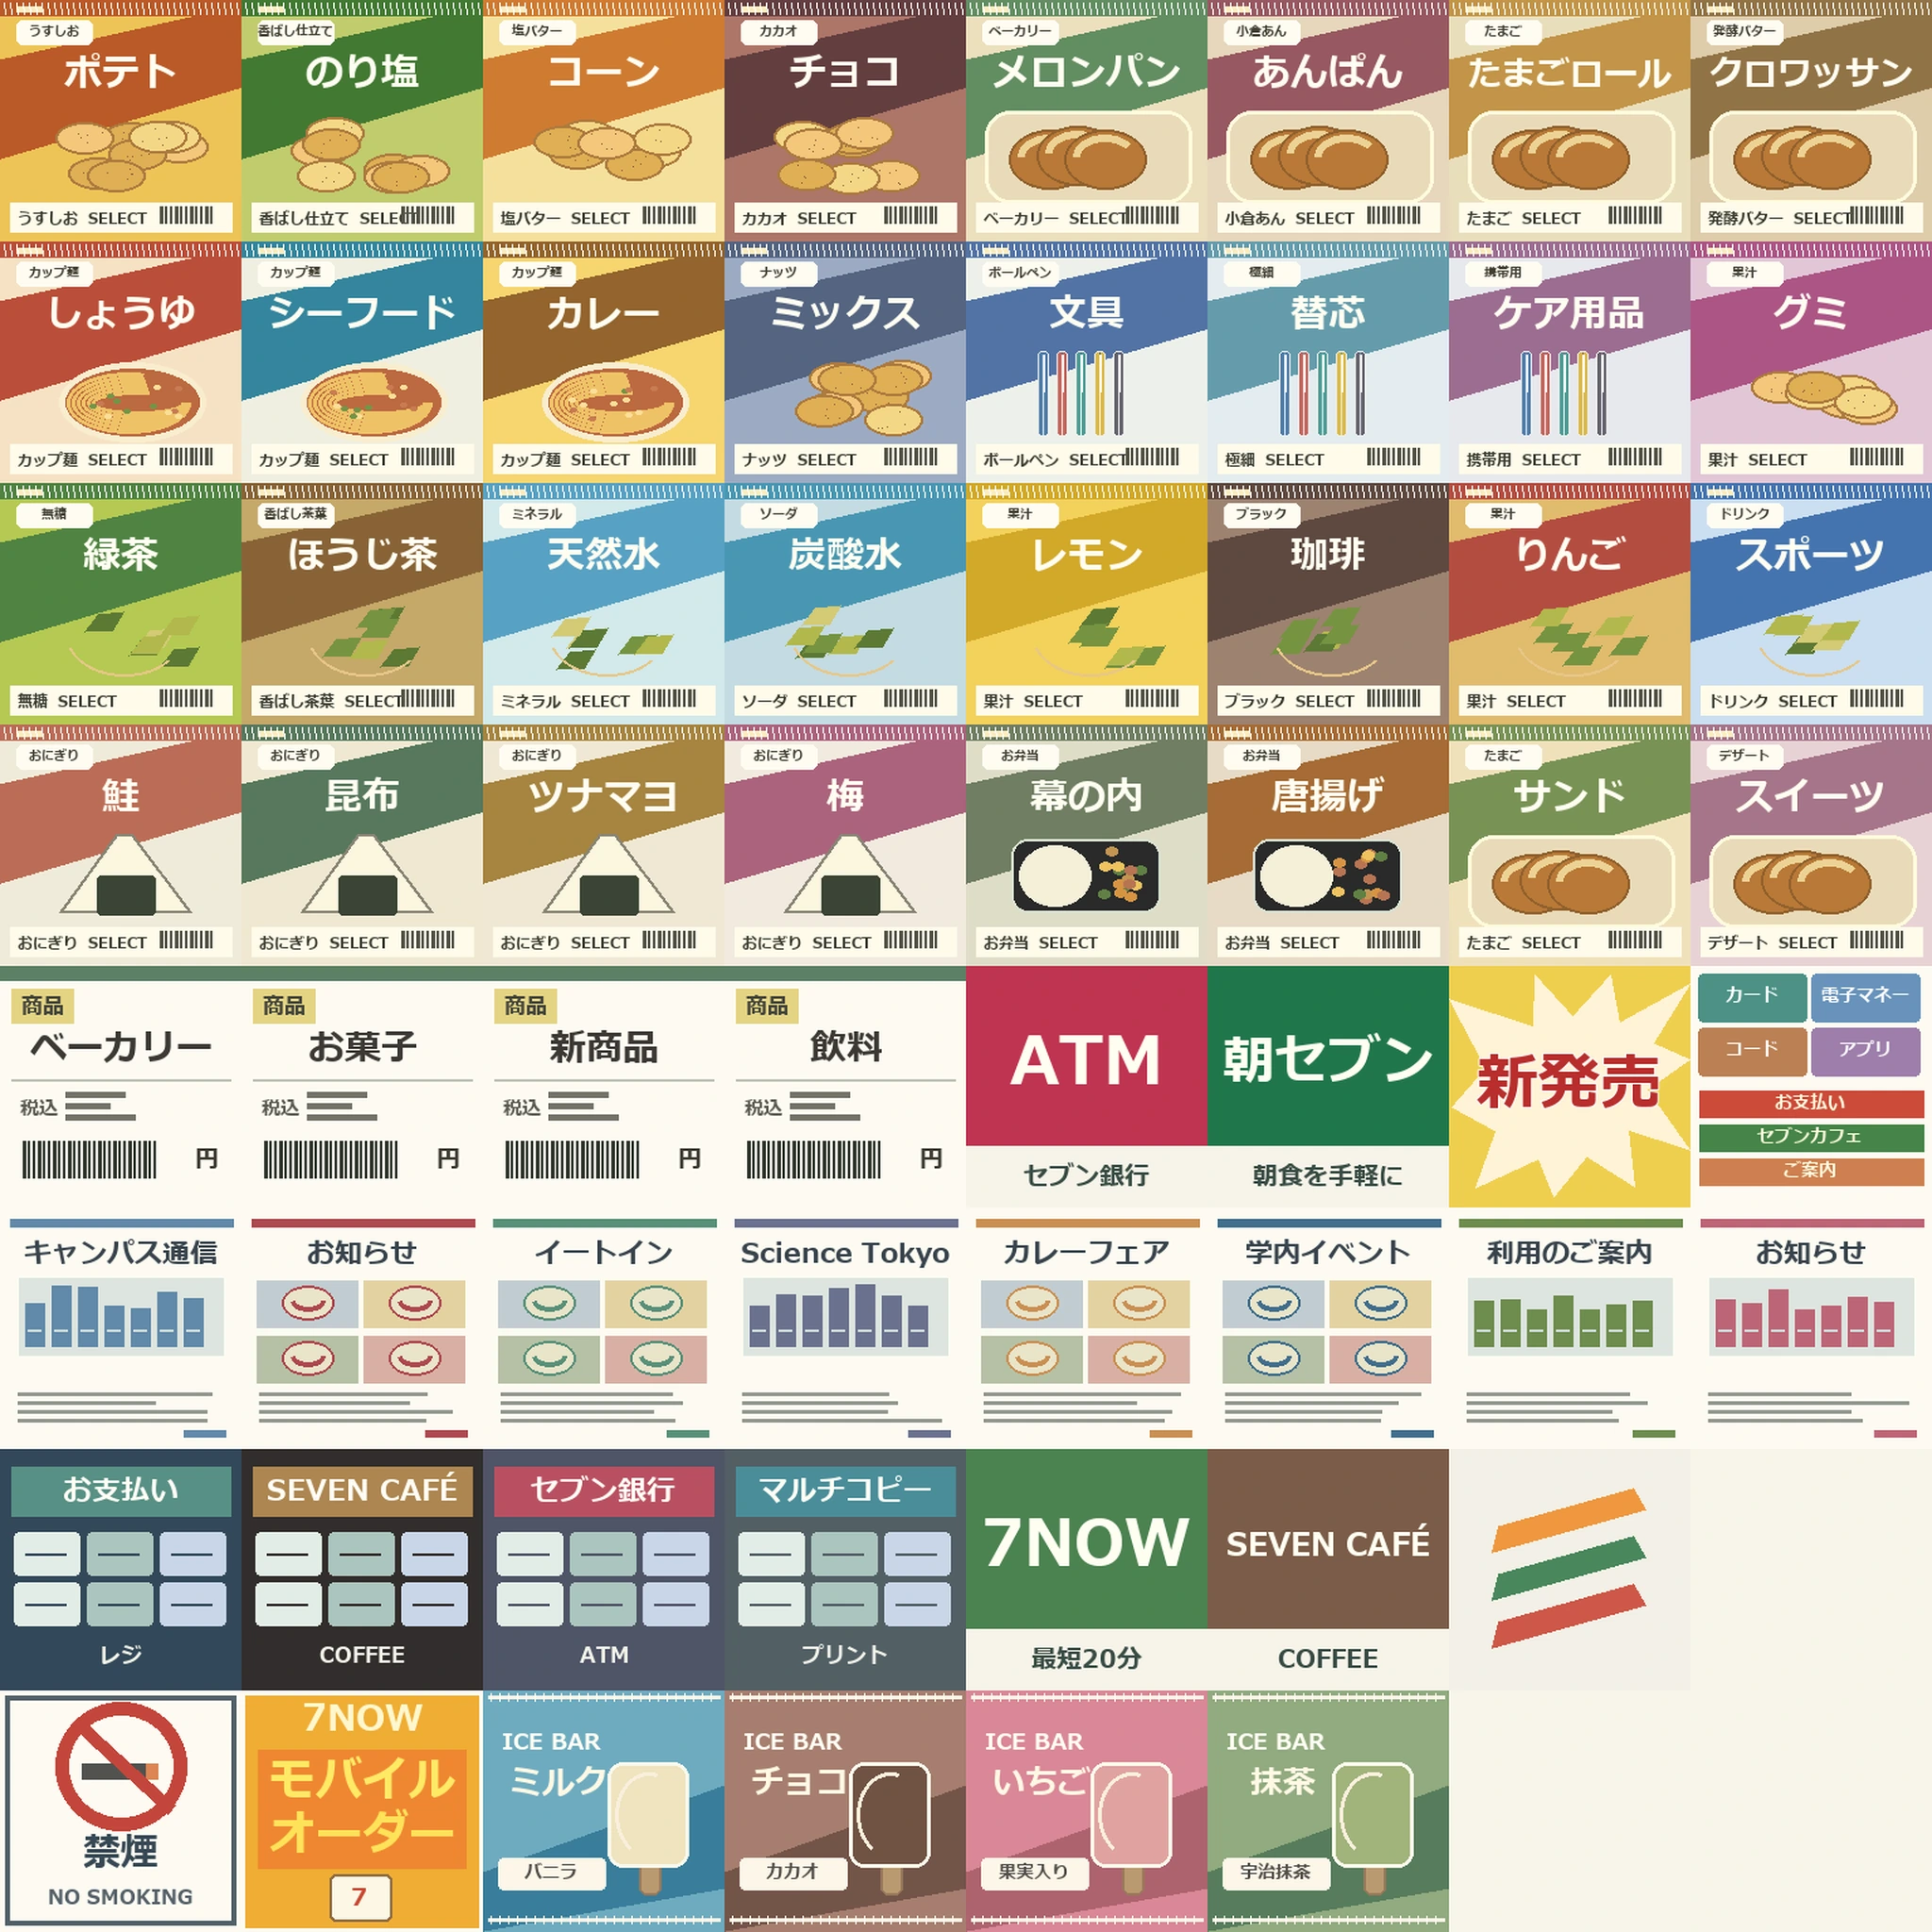 うすしお
ポテト
うすしお SELECT
香ばし仕立て
のり塩
香ばし仕立て SELECT
塩バター
コーン
塩バター SELECT
カカオ
チョコ
カカオ SELECT
ベーカリー
メロンパン
ベーカリー SELECT
小倉あん
あんぱん
小倉あん SELECT
たまご
たまごロール
たまご SELECT
発酵バター
クロワッサン
発酵バター SELECT
カップ麺
しょうゆ
カップ麺 SELECT
カップ麺
シーフード
カップ麺 SELECT
カップ麺
カレー
カップ麺 SELECT
ナッツ
ミックス
ナッツ SELECT
ボールペン
文具
ボールペン SELECT
極細
替芯
極細 SELECT
携帯用
ケア用品
携帯用 SELECT
果汁
グミ
果汁 SELECT
無糖
緑茶
無糖 SELECT
香ばし茶葉
ほうじ茶
香ばし茶葉 SELECT
ミネラル
天然水
ミネラル SELECT
ソーダ
炭酸水
ソーダ SELECT
果汁
レモン
果汁 SELECT
ブラック
珈琲
ブラック SELECT
果汁
りんご
果汁 SELECT
ドリンク
スポーツ
ドリンク SELECT
おにぎり
鮭
おにぎり SELECT
おにぎり
昆布
おにぎり SELECT
おにぎり
ツナマヨ
おにぎり SELECT
おにぎり
梅
おにぎり SELECT
お弁当
幕の内
お弁当 SELECT
お弁当
唐揚げ
お弁当 SELECT
たまご
サンド
たまご SELECT
デザート
スイーツ
デザート SELECT
商品
ベーカリー
税込
円
商品
お菓子
税込
円
商品
新商品
税込
円
商品
飲料
税込
円
ATM
セブン銀行
朝セブン
朝食を手軽に
新発売
カード
電子マネー
コード
アプリ
お支払い
セブンカフェ
ご案内
キャンパス通信
お知らせ
イートイン
Science Tokyo
カレーフェア
学内イベント
利用のご案内
お知らせ
お支払い
レジ
SEVEN CAFÉ
COFFEE
セブン銀行
ATM
マルチコピー
プリント
7NOW
最短20分
SEVEN CAFÉ
COFFEE
禁煙
NO SMOKING
7NOW
モバイル
オーダー
7
ICE BAR
ミルク
バニラ
ICE BAR
チョコ
カカオ
ICE BAR
いちご
果実入り
ICE BAR
抹茶
宇治抹茶